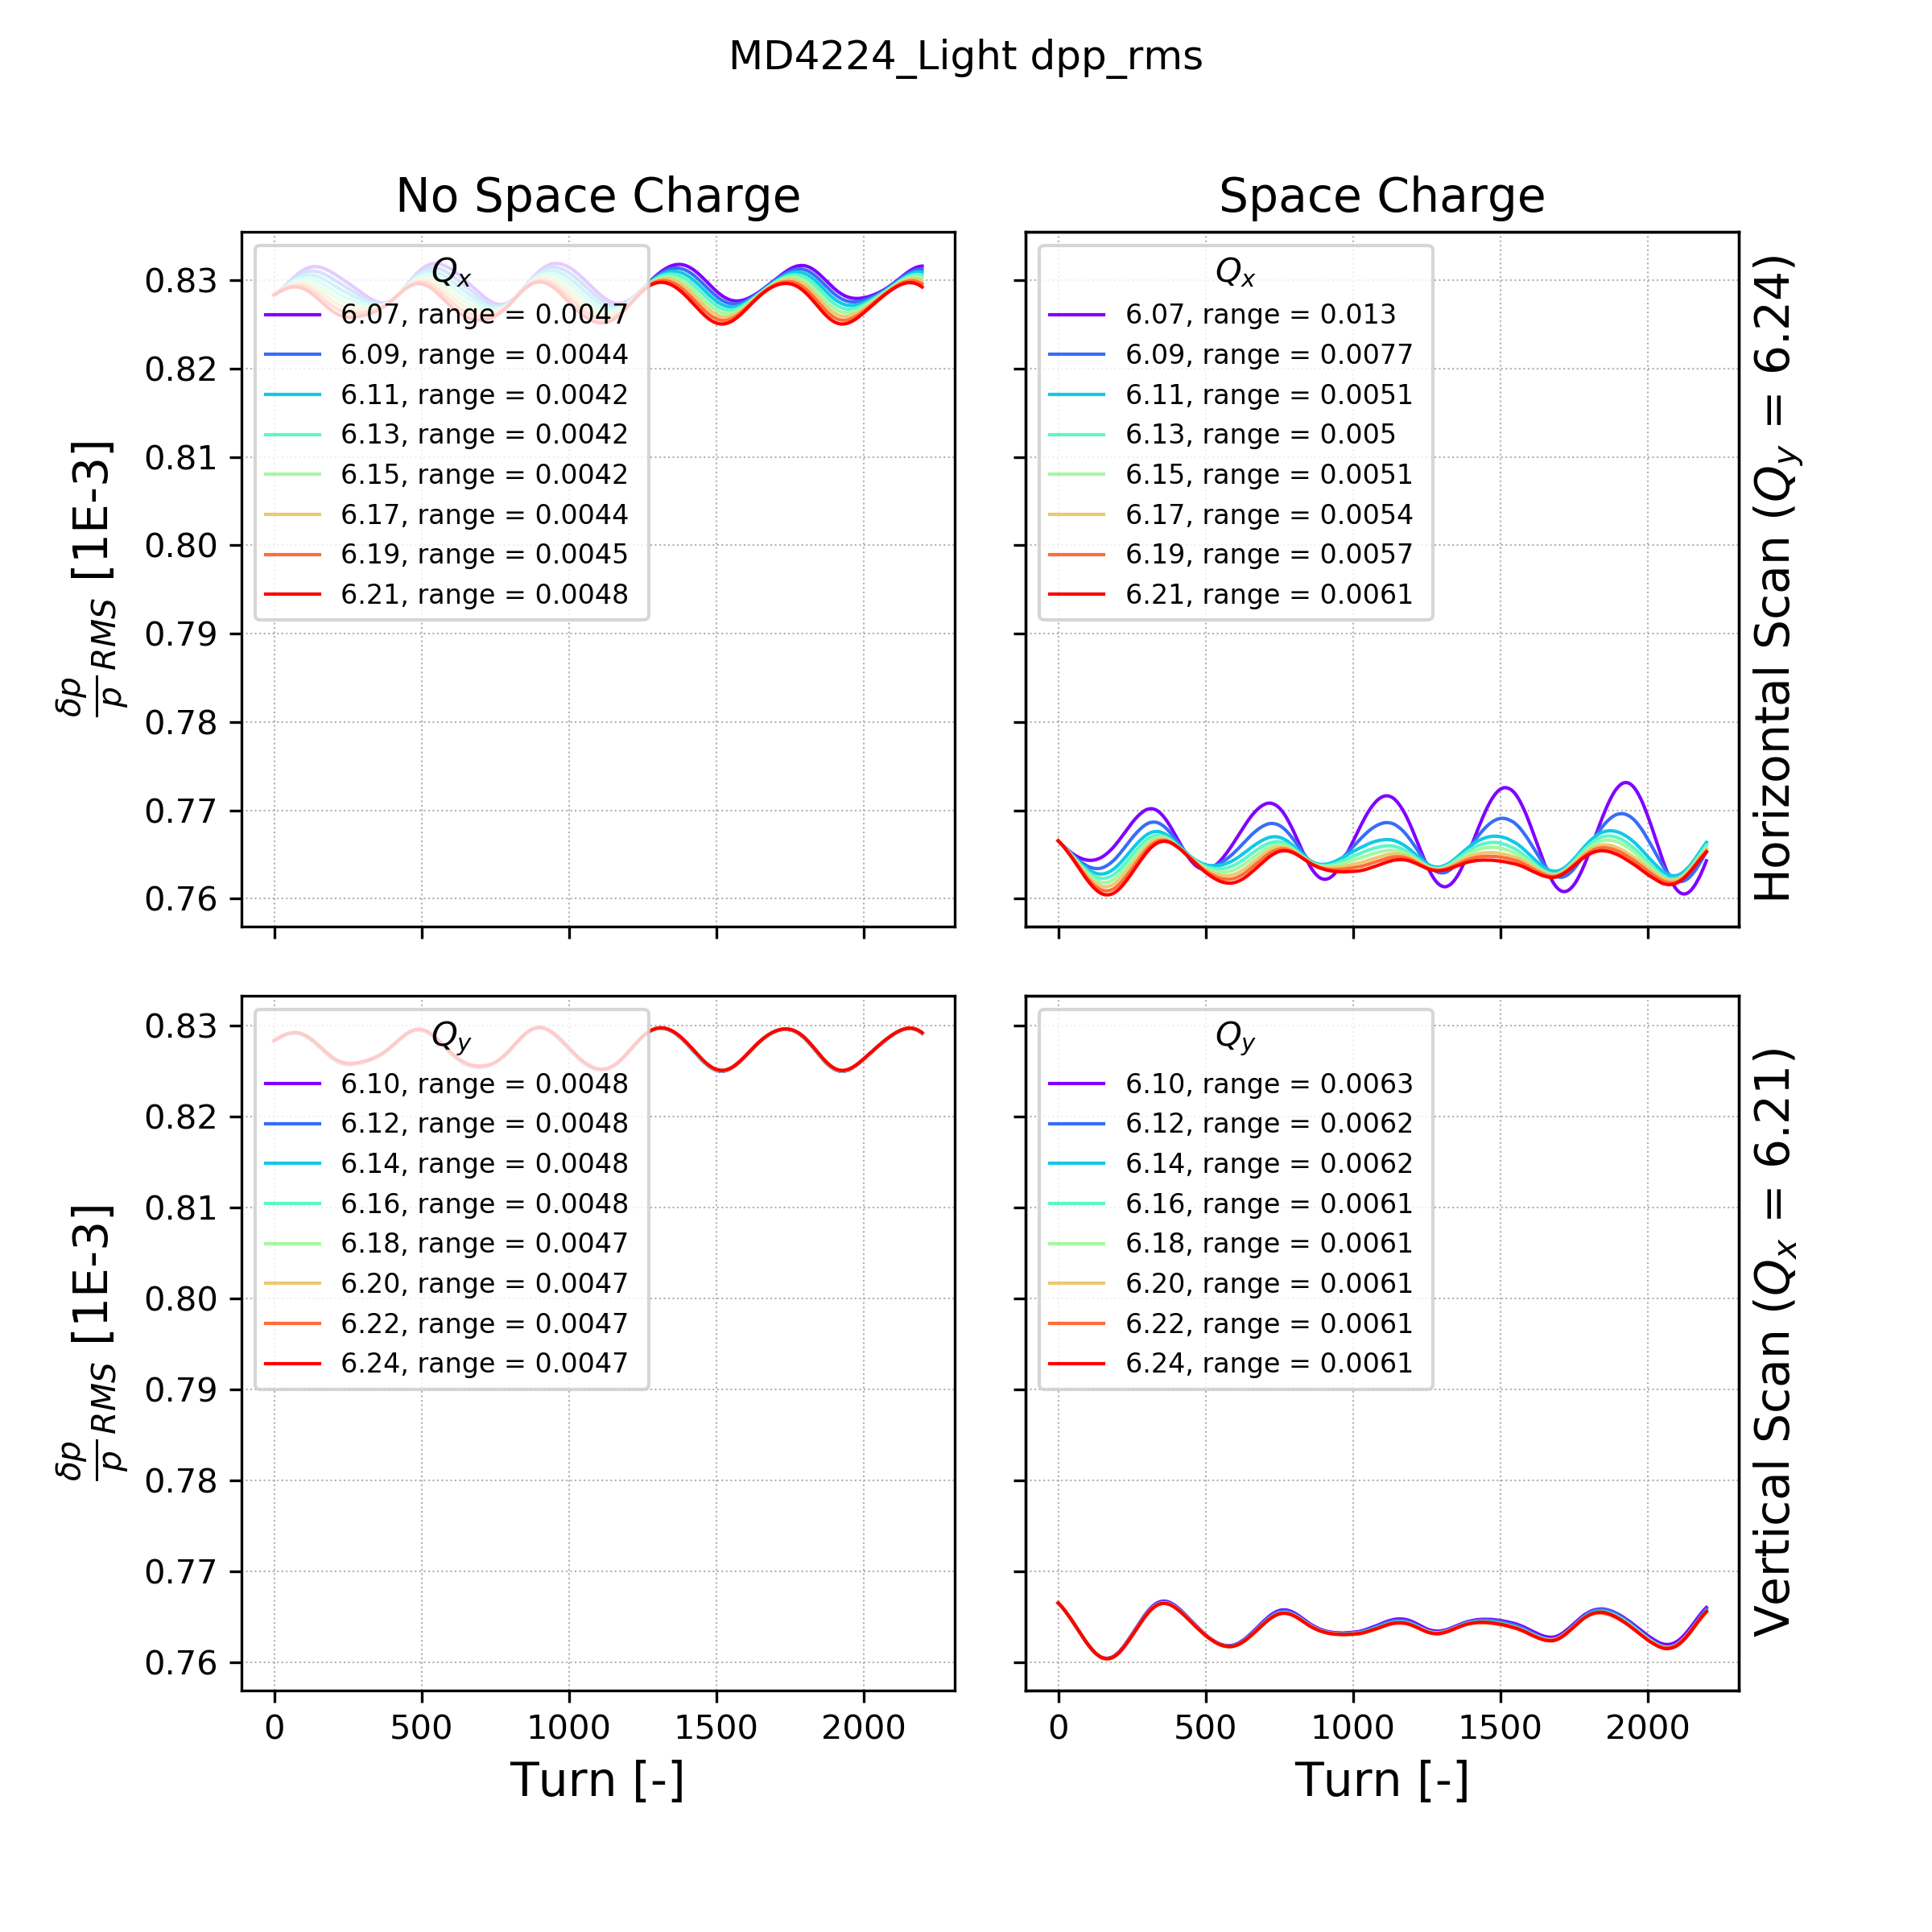 MD4224_Light dpp_rms
No Space Charge
Space Charge
δp/p RMS [1E-3]
0.83
0.82
0.81
0.80
0.79
0.78
0.77
0.76
Qx
6.07, range = 0.0047
6.09, range = 0.0044
6.11, range = 0.0042
6.13, range = 0.0042
6.15, range = 0.0042
6.17, range = 0.0044
6.19, range = 0.0045
6.21, range = 0.0048
Qx
6.07, range = 0.013
6.09, range = 0.0077
6.11, range = 0.0051
6.13, range = 0.005
6.15, range = 0.0051
6.17, range = 0.0054
6.19, range = 0.0057
6.21, range = 0.0061
Horizontal Scan (Qy = 6.24)
δp/p RMS [1E-3]
0.83
0.82
0.81
0.80
0.79
0.78
0.77
0.76
Qy
6.10, range = 0.0048
6.12, range = 0.0048
6.14, range = 0.0048
6.16, range = 0.0048
6.18, range = 0.0047
6.20, range = 0.0047
6.22, range = 0.0047
6.24, range = 0.0047
Qy
6.10, range = 0.0063
6.12, range = 0.0062
6.14, range = 0.0062
6.16, range = 0.0061
6.18, range = 0.0061
6.20, range = 0.0061
6.22, range = 0.0061
6.24, range = 0.0061
Vertical Scan (Qx = 6.21)
0 500 1000 1500 2000
0 500 1000 1500 2000
Turn [-]
Turn [-]